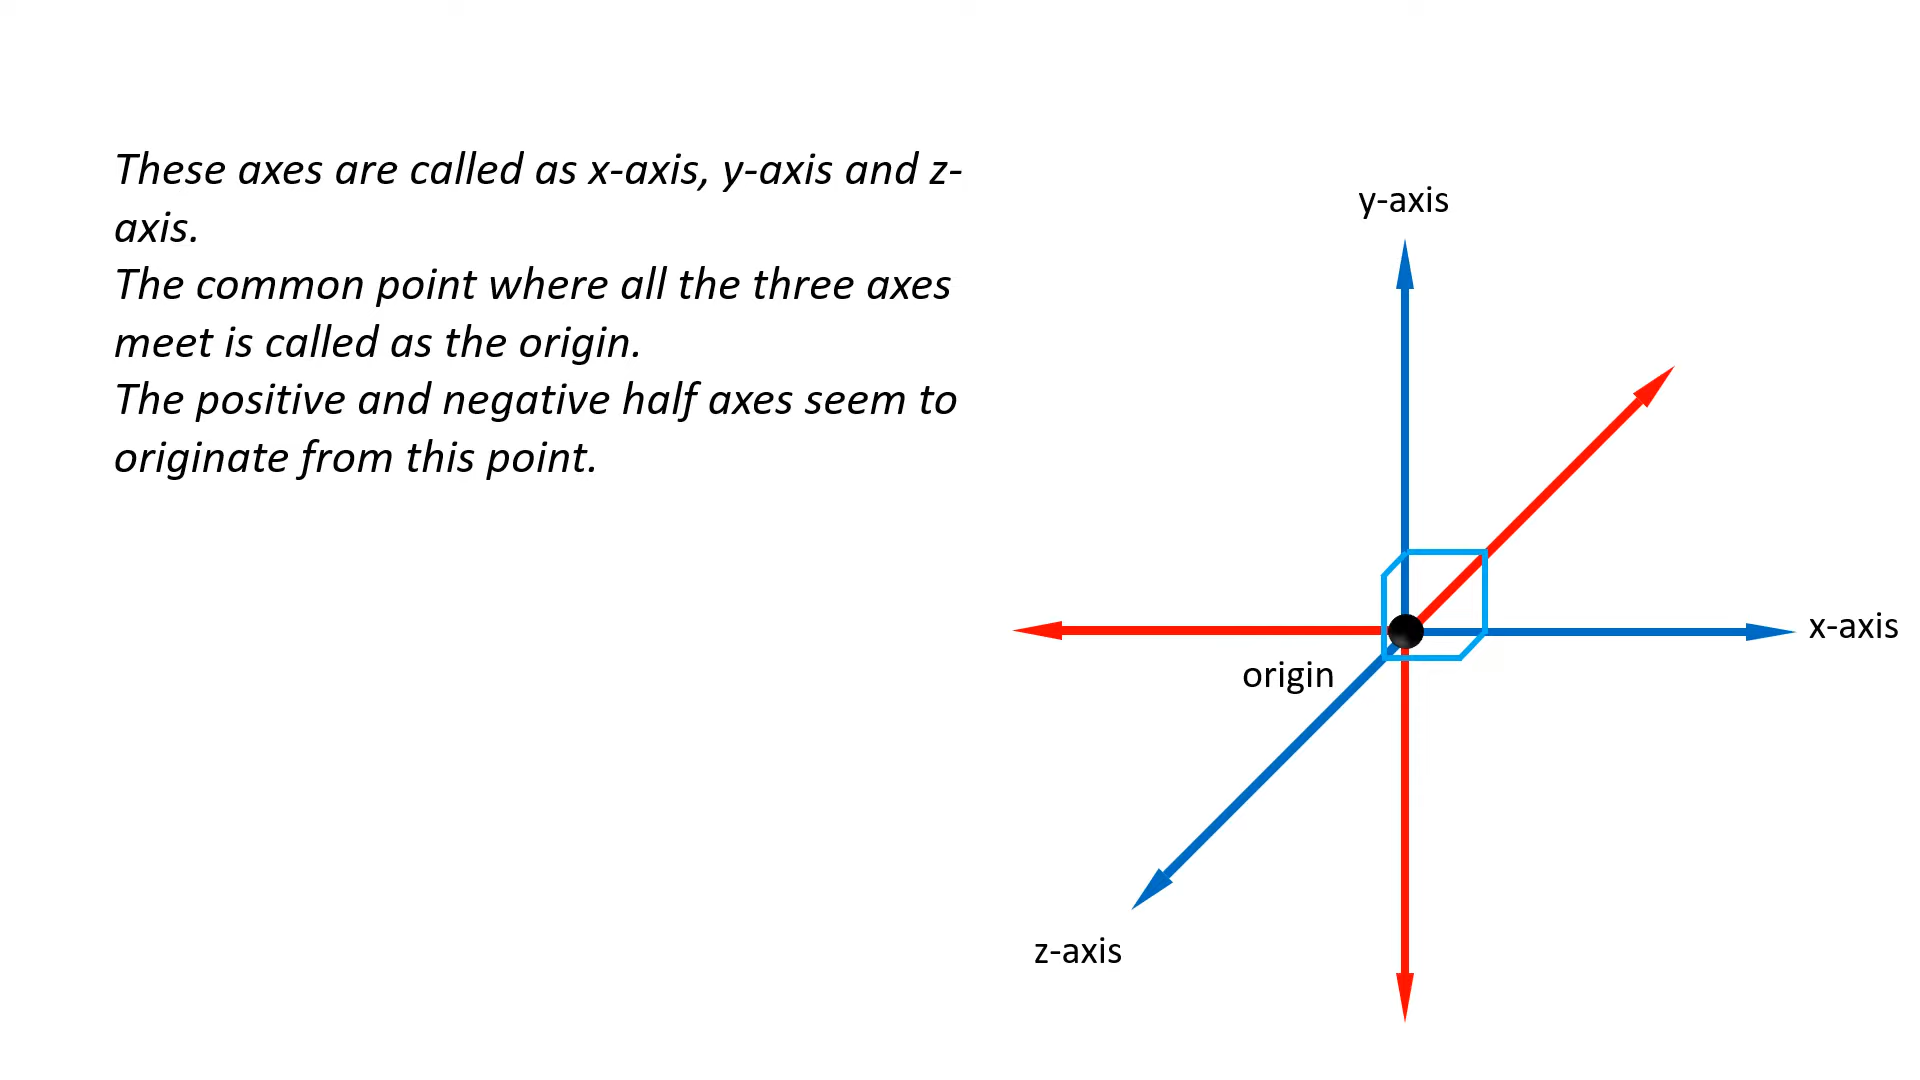 These axes are called as x-axis, y-axis and z-
axis.
The common point where all the three axes
meet is called as the origin.
The positive and negative half axes seem to
originate from this point.
y-axis
x-axis
origin
z-axis